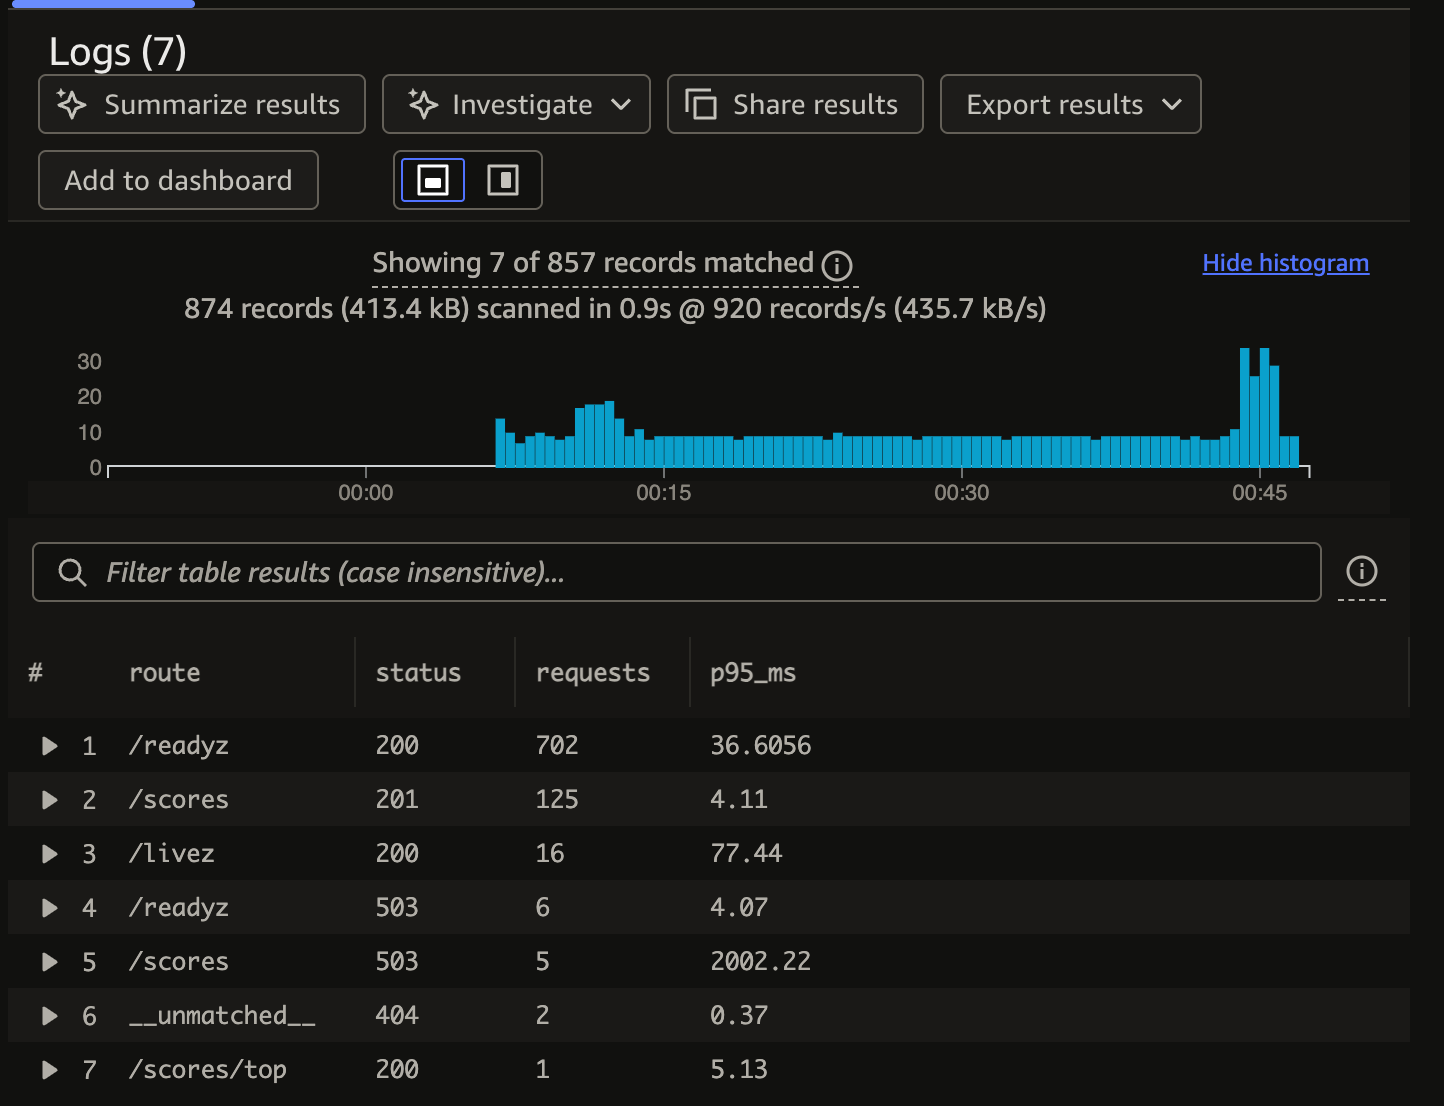 Logs (7)
Summarize results Investigate Share results Export results
Add to dashboard
Showing 7 of 857 records matched Hide histogram
874 records (413.4 kB) scanned in 0.9s @ 920 records/s (435.7 kB/s)
30
20
10
0
00:00 00:15 00:30 00:45
Filter table results (case insensitive)...
# route status requests p95_ms
1 /readyz 200 702 36.6056
2 /scores 201 125 4.11
3 /livez 200 16 77.44
4 /readyz 503 6 4.07
5 /scores 503 5 2002.22
6 __unmatched__ 404 2 0.37
7 /scores/top 200 1 5.13